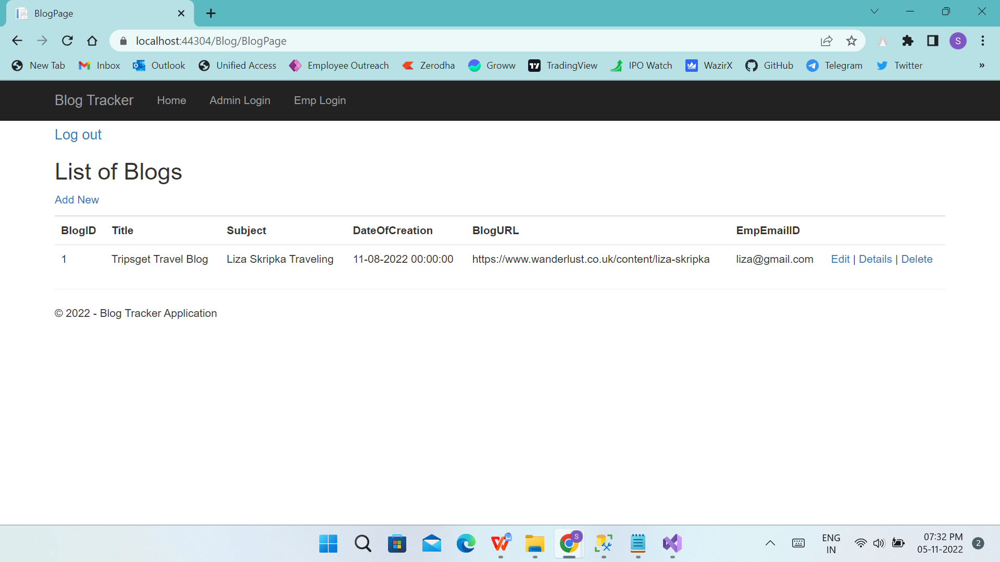 BlogPage
localhost:44304/Blog/BlogPage
S
New Tab Inbox Outlook Unified Access Employee Outreach Zerodha Groww TradingView IPO Watch WazirX GitHub Telegram Twitter »
Blog Tracker Home Admin Login Emp Login
Log out
List of Blogs
Add New
BlogID Title Subject DateOfCreation BlogURL EmpEmailID
1 Tripsget Travel Blog Liza Skripka Traveling 11-08-2022 00:00:00 https://www.wanderlust.co.uk/content/liza-skripka liza@gmail.com Edit | Details | Delete
© 2022 - Blog Tracker Application
S
ENG
IN
07:32 PM
05-11-2022
2